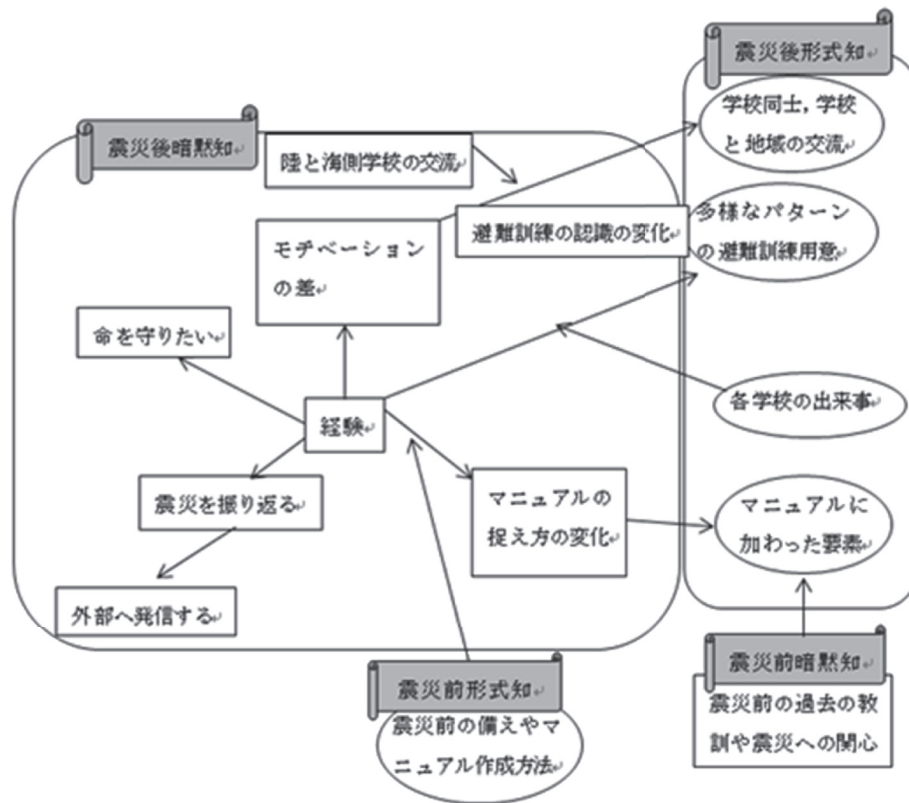 震災後形式知
学校同士，学校
と地域の交流
震災後暗黙知
陸と海側学校の交流
多様なパターン
の避難訓練用意
避難訓練の認識の変化
モチベーション
の差
命を守りたい
各学校の出来事
経験
震災を振り返る
マニュアルの
捉え方の変化
マニュアルに
加わった要素
外部へ発信する
震災前形式知
震災前の備えやマ
ニュアル作成方法
震災前暗黙知
震災前の過去の教
訓や震災への関心